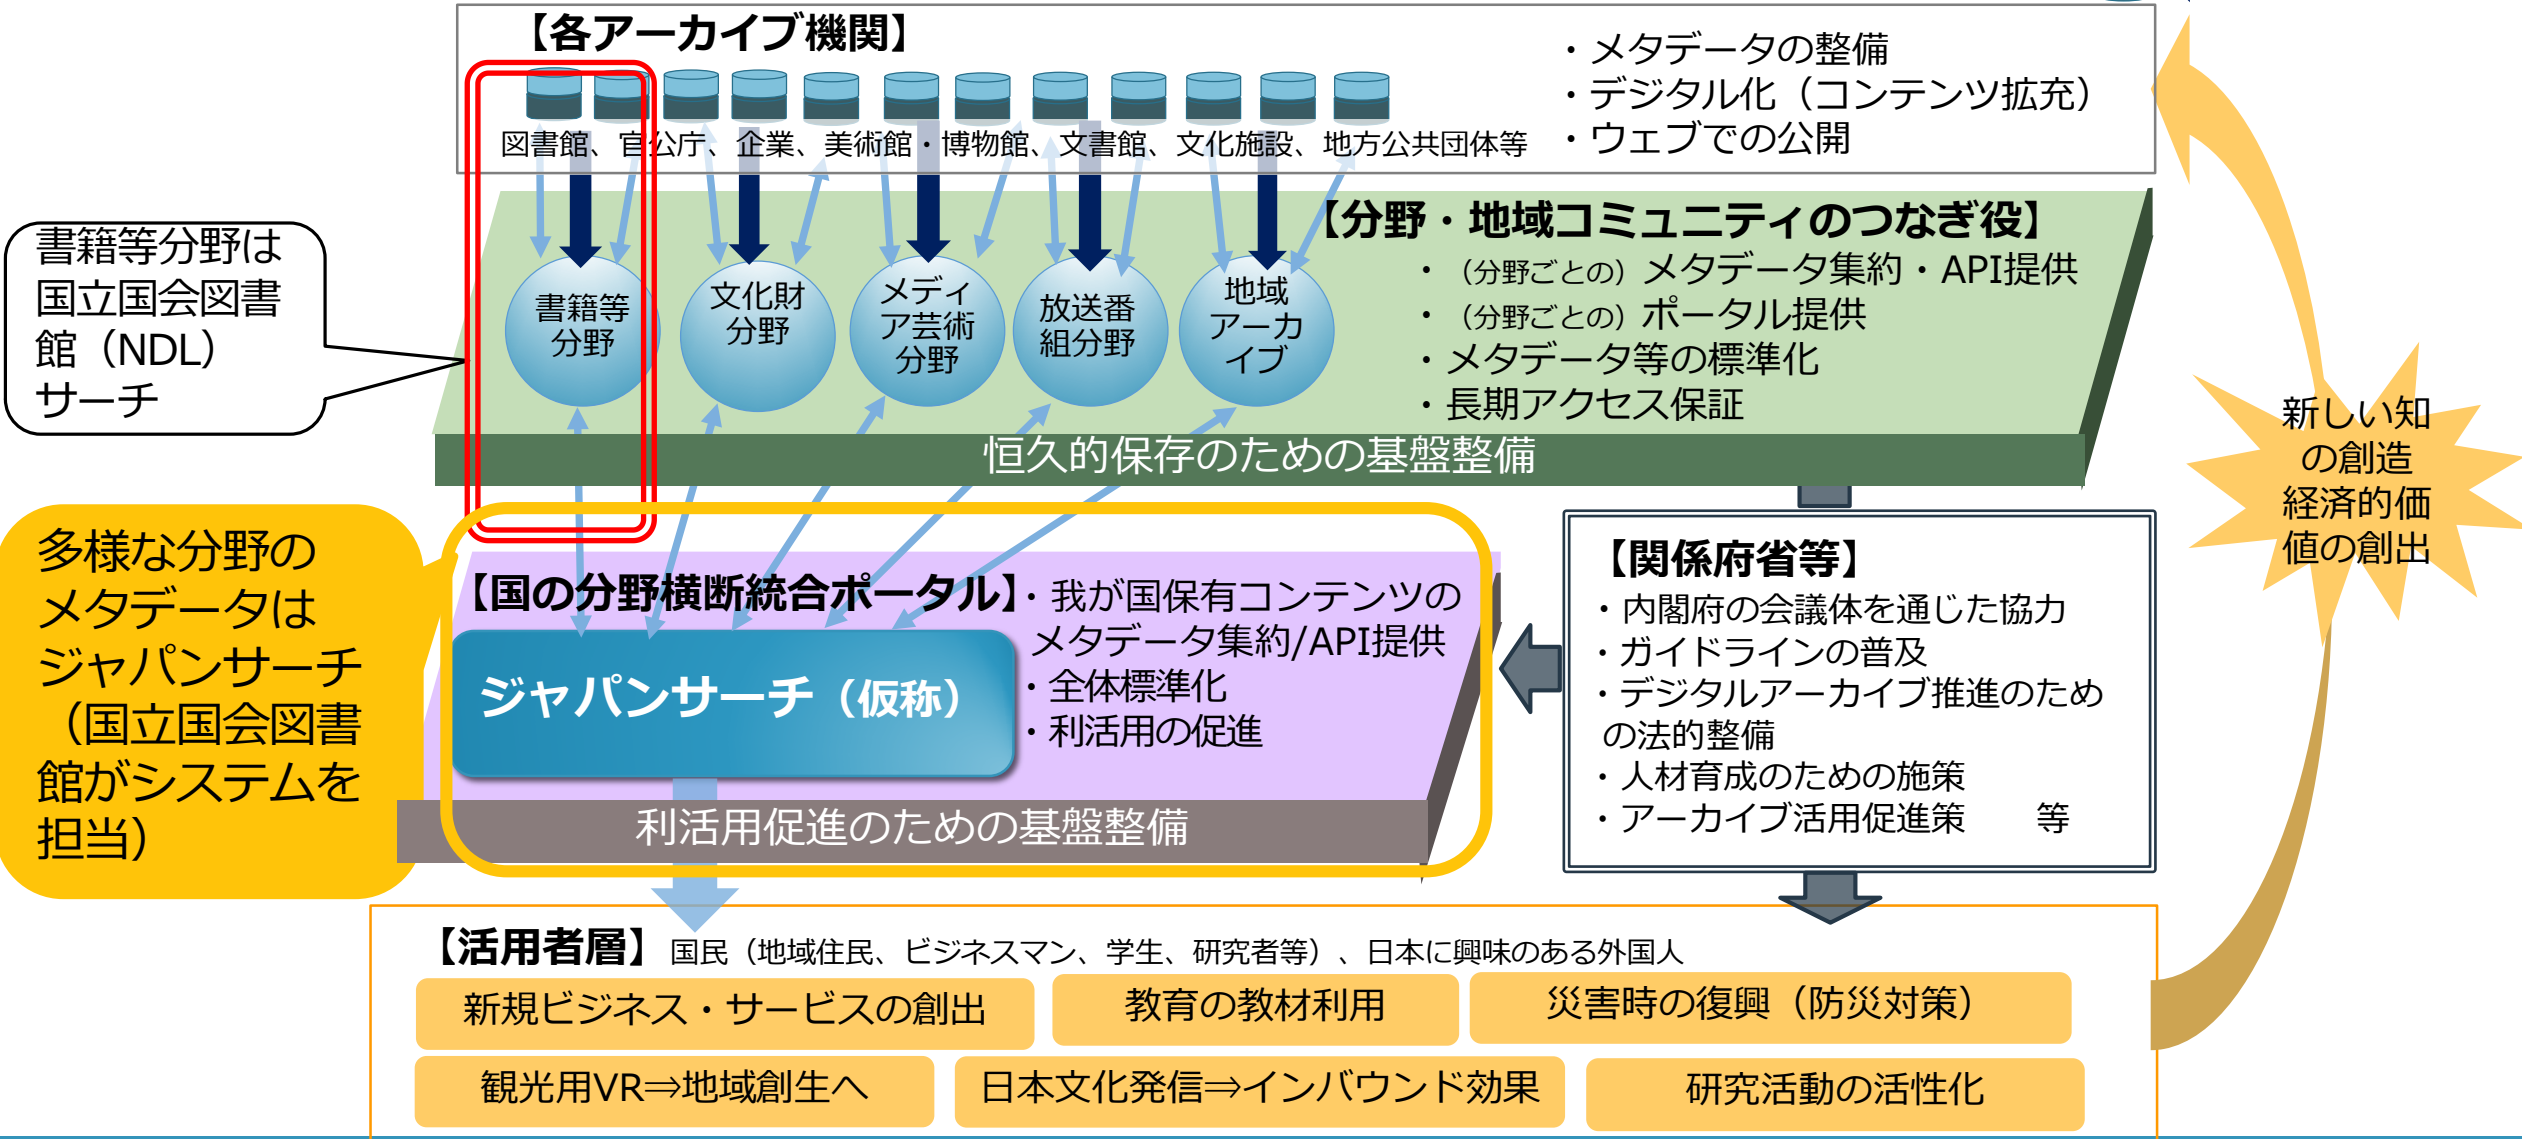 【各アーカイブ機関】
・メタデータの整備
・デジタル化（コンテンツ拡充）
・ウェブでの公開
図書館、官公庁、企業、美術館・博物館、文書館、文化施設、地方公共団体等
書籍等分野は
国立国会図書
館（NDL）
サーチ
【分野・地域コミュニティのつなぎ役】
・（分野ごとの）メタデータ集約・API提供
・（分野ごとの）ポータル提供
・メタデータ等の標準化
・長期アクセス保証
書籍等
分野
文化財
分野
メディ
ア芸術
分野
放送番
組分野
地域
アーカ
イブ
恒久的保存のための基盤整備
新しい知
の創造
経済的価
値の創出
多様な分野の
メタデータは
ジャパンサーチ
（国立国会図書
館がシステムを
担当）
【国の分野横断統合ポータル】
・我が国保有コンテンツの
メタデータ集約/API提供
・全体標準化
・利活用の促進
ジャパンサーチ（仮称）
利活用促進のための基盤整備
【関係府省等】
・内閣府の会議体を通じた協力
・ガイドラインの普及
・デジタルアーカイブ推進のため
の法的整備
・人材育成のための施策
・アーカイブ活用促進策　　等
【活用者層】国民（地域住民、ビジネスマン、学生、研究者等）、日本に興味のある外国人
新規ビジネス・サービスの創出
教育の教材利用
災害時の復興（防災対策）
観光用VR⇒地域創生へ
日本文化発信⇒インバウンド効果
研究活動の活性化